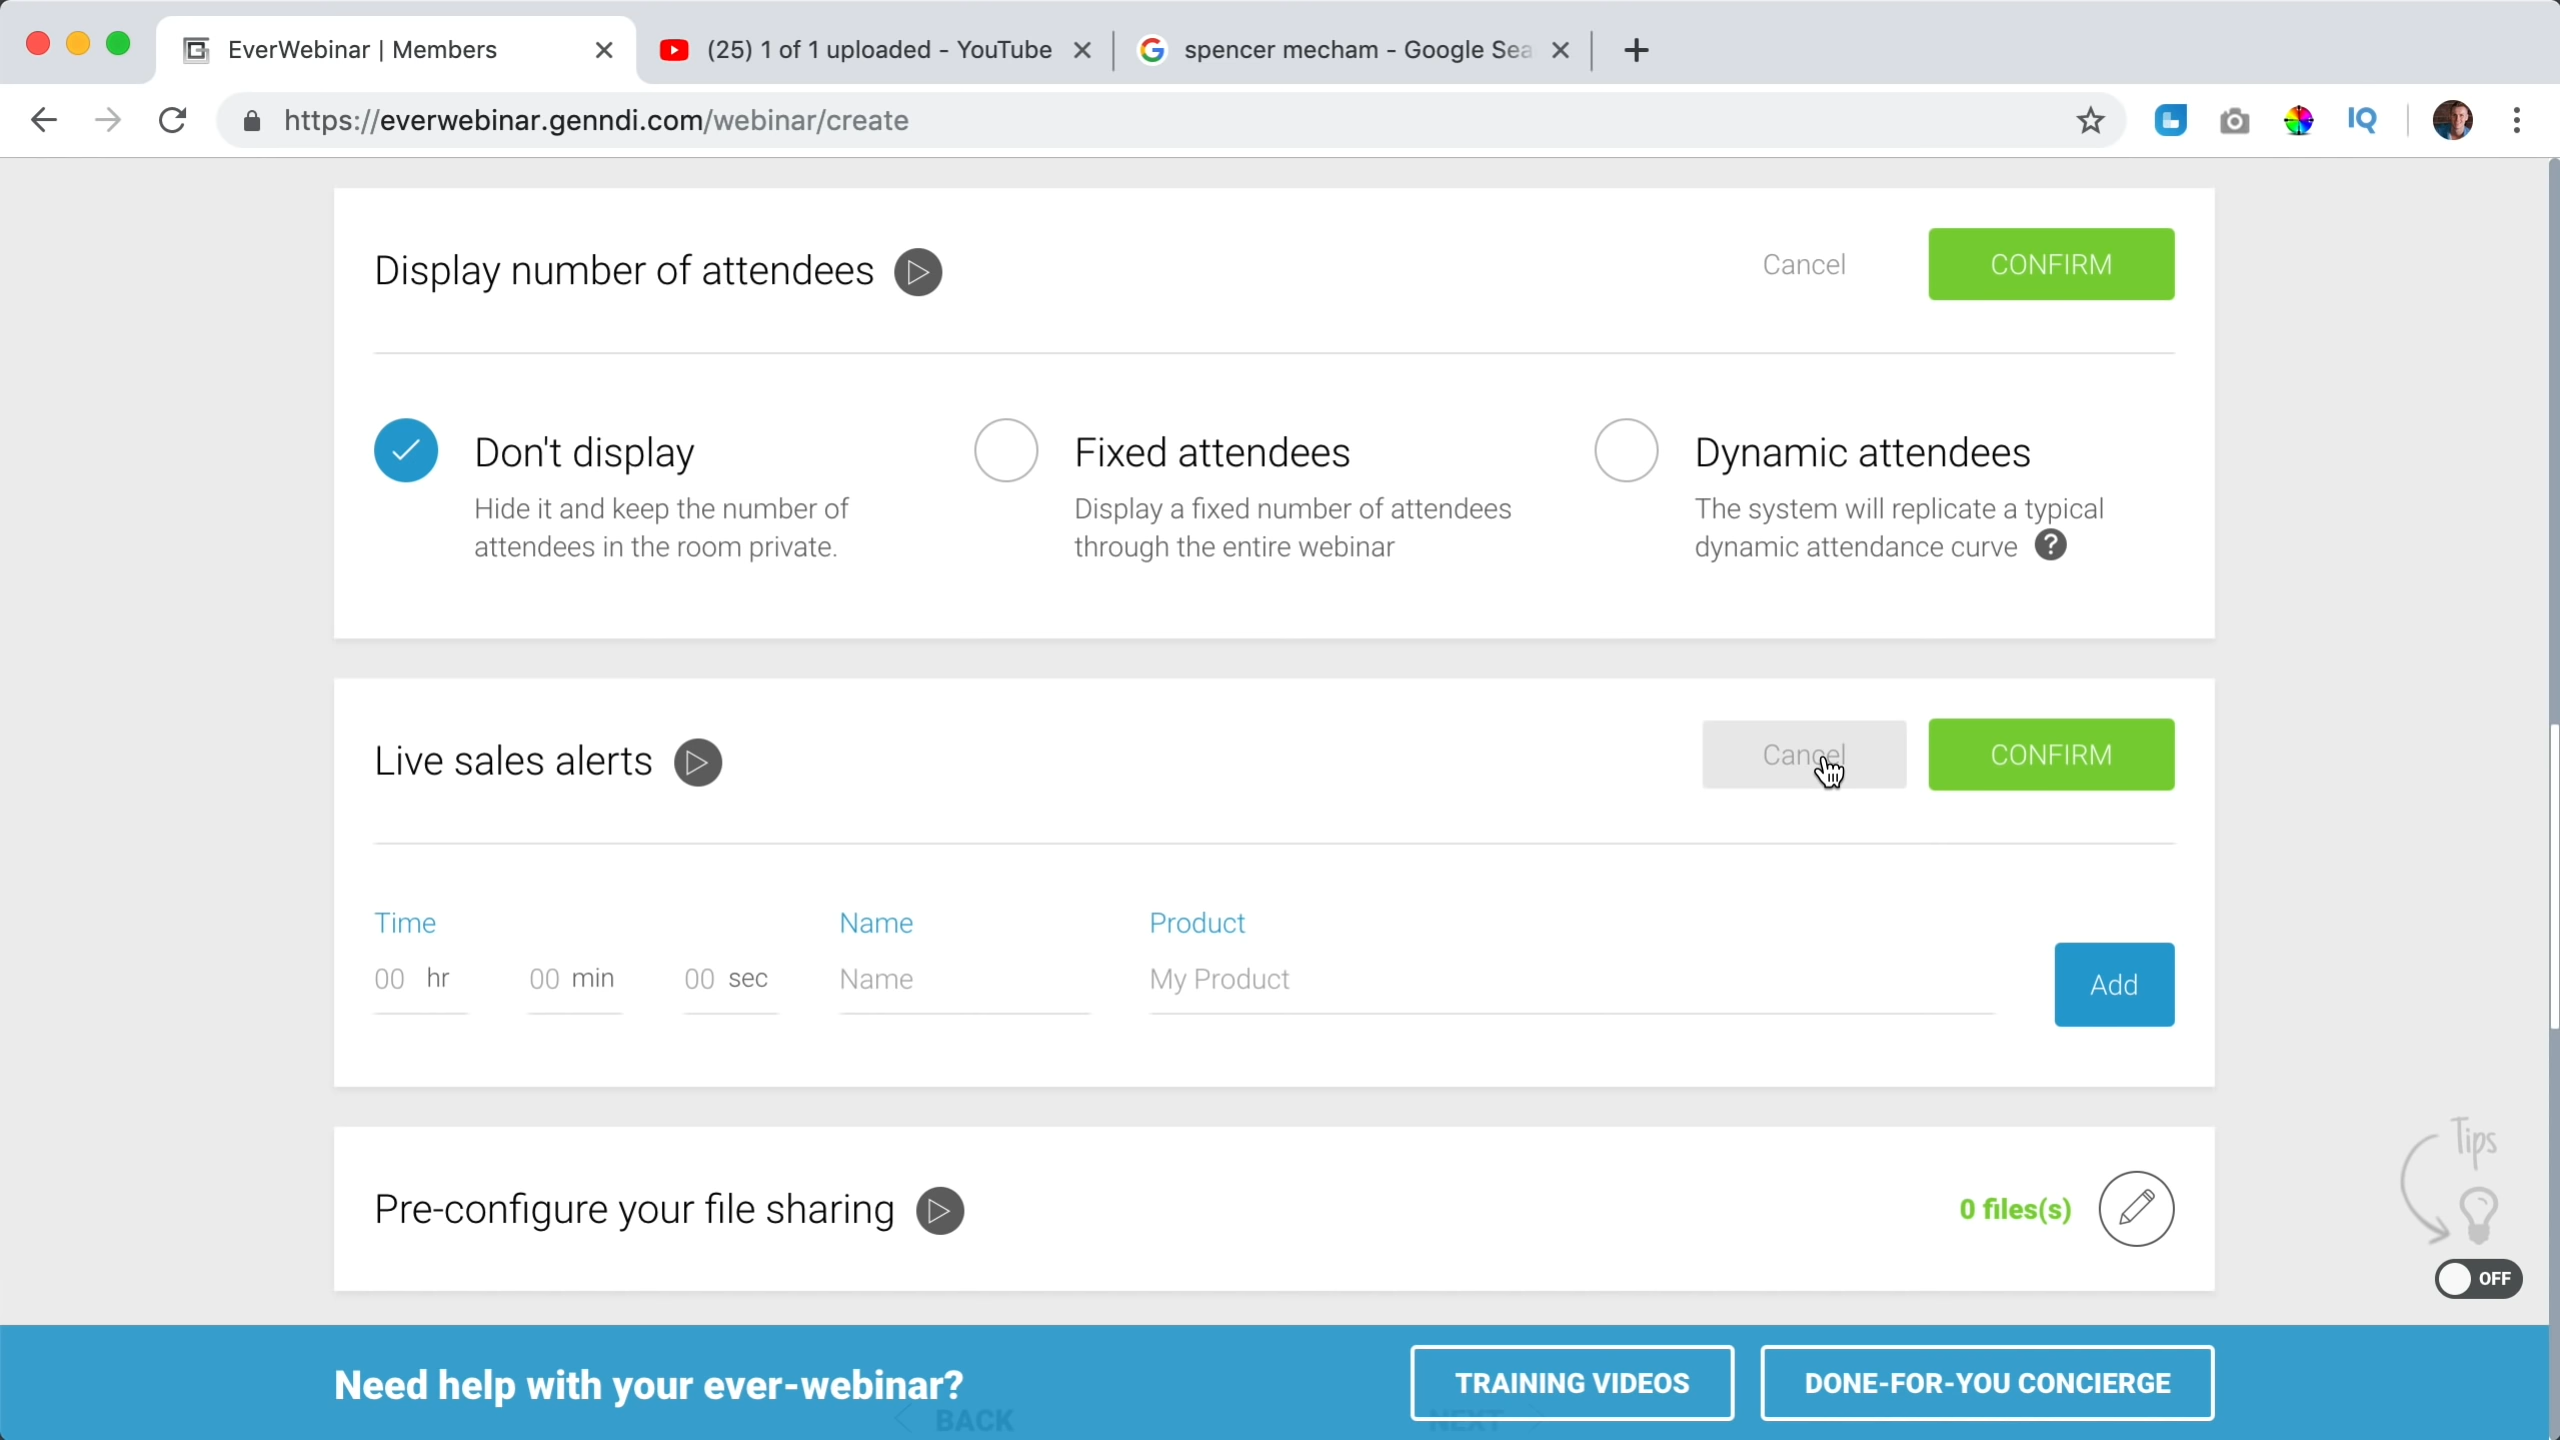 EverWebinar | Members
(25) 1 of 1 uploaded - YouTube
spencer mecham - Google Sea
https://everwebinar.genndi.com/webinar/create
IQ
Display number of attendees
Cancel
CONFIRM
Don't display
Hide it and keep the number of
attendees in the room private.
Fixed attendees
Display a fixed number of attendees
through the entire webinar
Dynamic attendees
The system will replicate a typical
dynamic attendance curve ?
Live sales alerts
Cancel
CONFIRM
Time
Name
Product
00 hr
00 min
00 sec
Name
My Product
Add
Pre-configure your file sharing
0 files(s)
Tips
OFF
Need help with your ever-webinar?
TRAINING VIDEOS
DONE-FOR-YOU CONCIERGE
BACK
NEXT